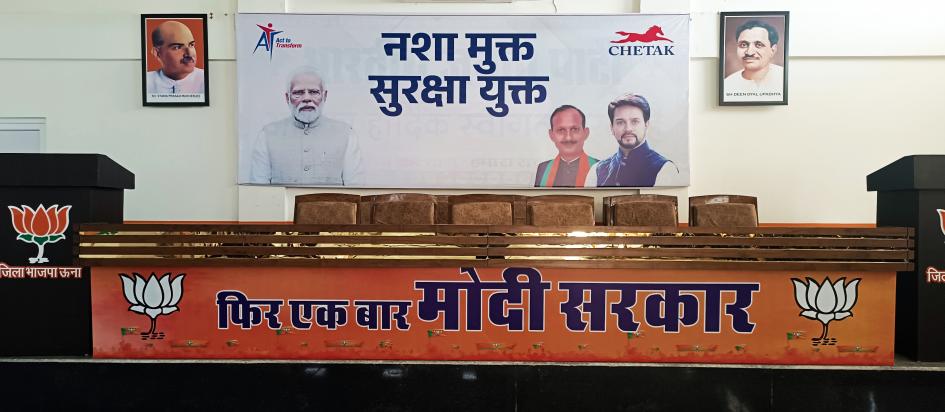 Act to
Transform
नशा मुक्त
सुरक्षा युक्त
CHETAK
जिला भाजपा ऊना
फिर एक बार मोदी सरकार